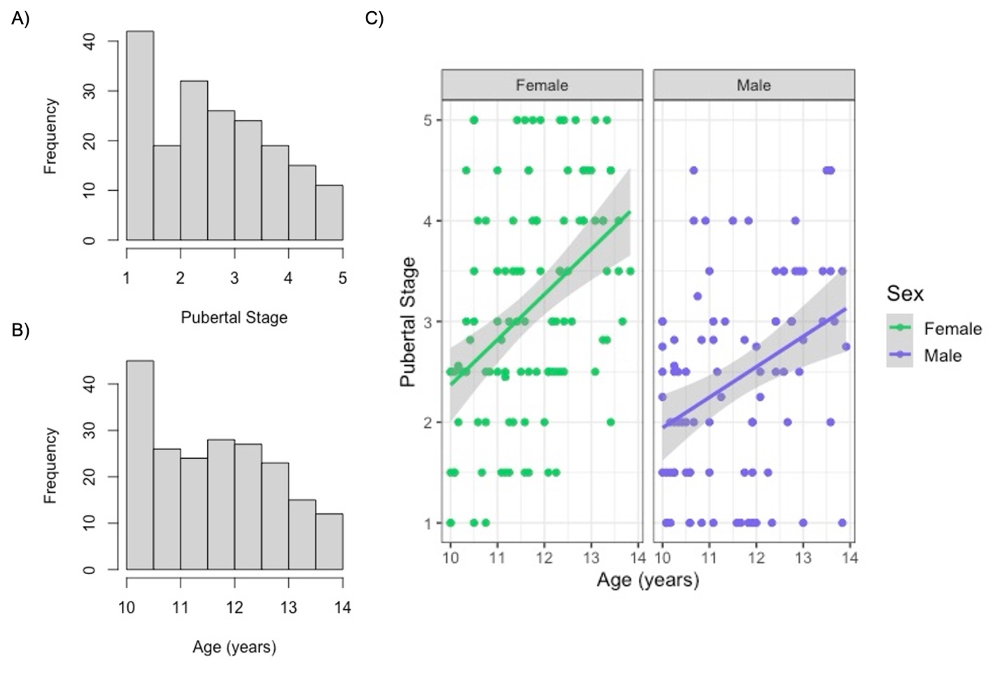 A)
Frequency
0
10
20
30
40
1 2 3 4 5
Pubertal Stage
B)
Frequency
0
10
20
30
40
10 11 12 13 14
Age (years)
C)
Female Male
Pubertal Stage
5
4
3
2
1
10 11 12 13 14 10 11 12 13 14
Age (years)
Sex
Female
Male